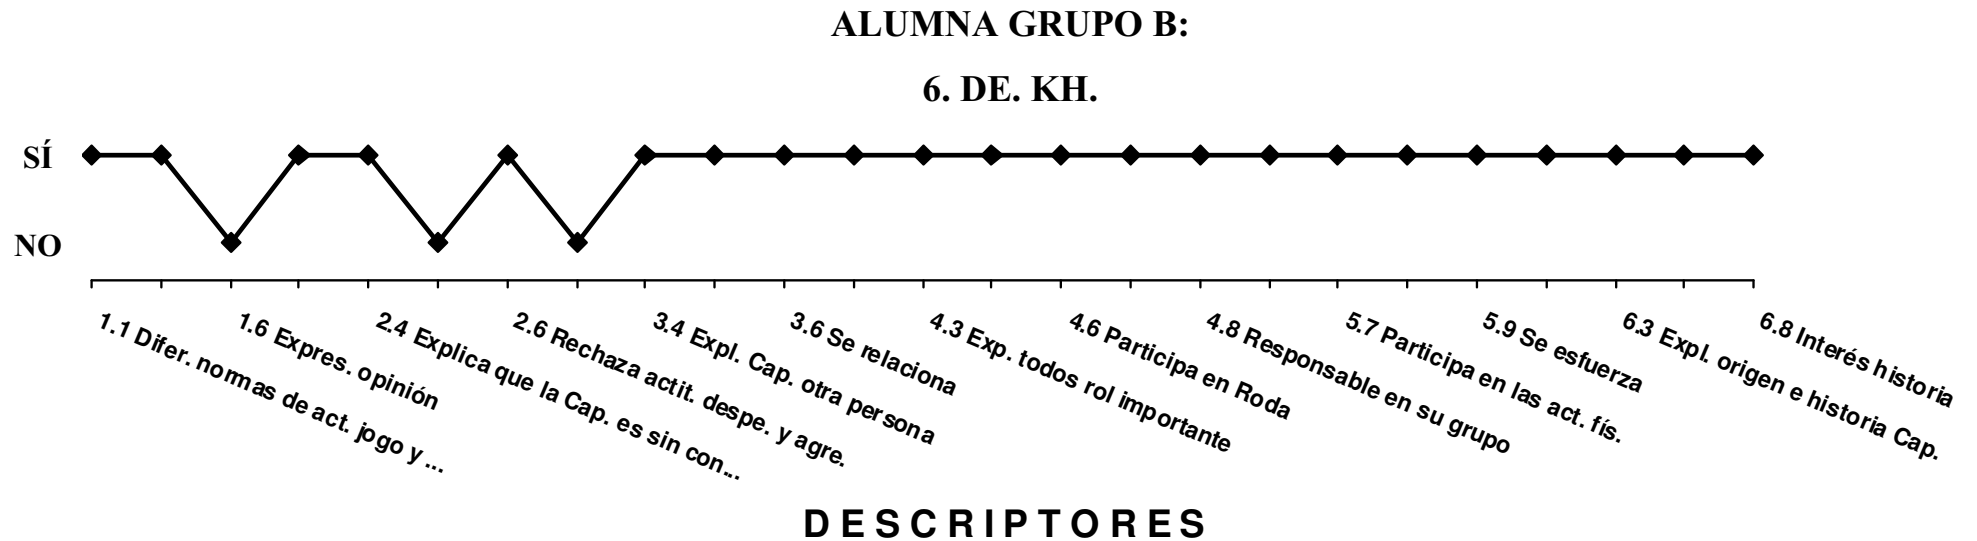 ALUMNA GRUPO B:
6. DE. KH.
SÍ
NO
1.1 Difer. normas de act. jogo y ...
1.6 Expres. opinión
2.4 Explica que la Cap. es sin con...
2.6 Rechaza actit. despe. y agre.
3.4 Expl. Cap. otra persona
3.6 Se relaciona
4.3 Exp. todos rol importante
4.6 Participa en Roda
4.8 Responsable en su grupo
5.7 Participa en las act. fís.
5.9 Se esfuerza
6.3 Expl. origen e historia Cap.
6.8 Interés historia
DESCRIPTORES